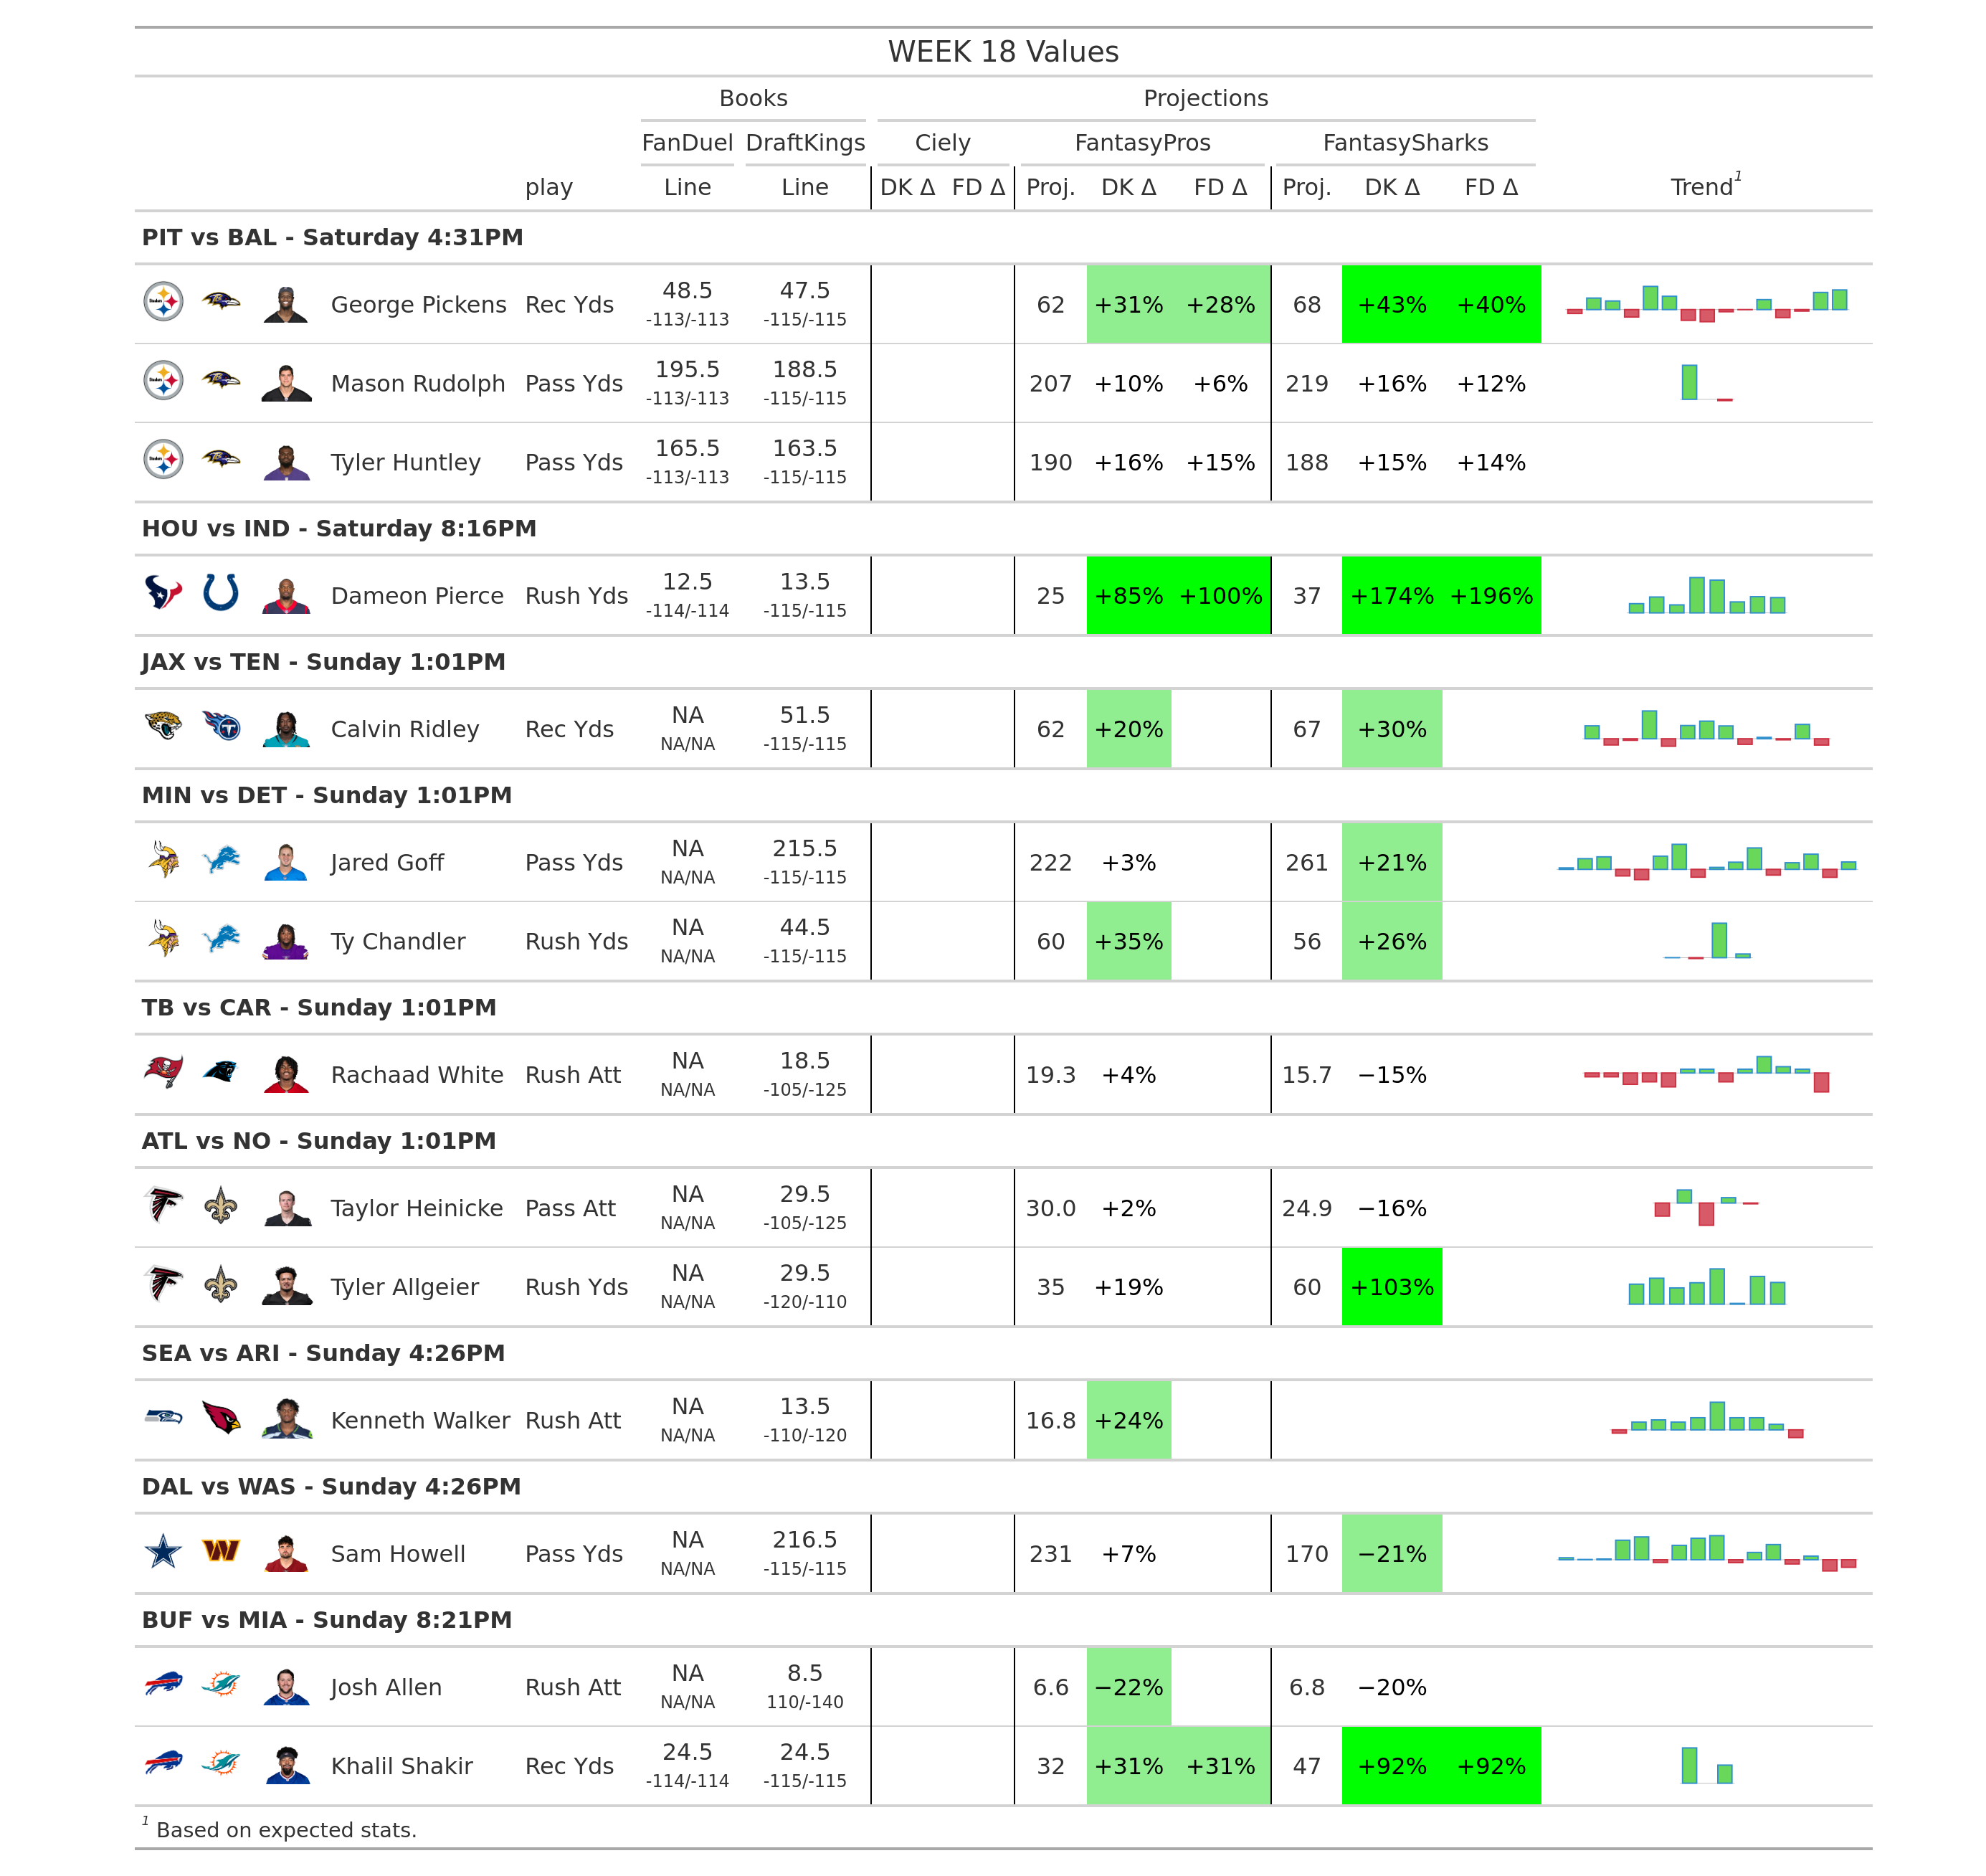 WEEK 18 Values
Books Projections
FanDuel DraftKings Ciely FantasyPros FantasySharks
play Line Line DK Δ FD Δ Proj. DK Δ FD Δ Proj. DK Δ FD Δ Trend1
PIT vs BAL - Saturday 4:31PM
George Pickens Rec Yds 48.5 47.5 62 +31% +28% 68 +43% +40%
-113/-113 -115/-115
Mason Rudolph Pass Yds 195.5 188.5 207 +10% +6% 219 +16% +12%
-113/-113 -115/-115
Tyler Huntley Pass Yds 165.5 163.5 190 +16% +15% 188 +15% +14%
-113/-113 -115/-115
HOU vs IND - Saturday 8:16PM
Dameon Pierce Rush Yds 12.5 13.5 25 +85% +100% 37 +174% +196%
-114/-114 -115/-115
JAX vs TEN - Sunday 1:01PM
Calvin Ridley Rec Yds NA 51.5 62 +20% 67 +30%
NA/NA -115/-115
MIN vs DET - Sunday 1:01PM
Jared Goff Pass Yds NA 215.5 222 +3% 261 +21%
NA/NA -115/-115
Ty Chandler Rush Yds NA 44.5 60 +35% 56 +26%
NA/NA -115/-115
TB vs CAR - Sunday 1:01PM
Rachaad White Rush Att NA 18.5 19.3 +4% 15.7 −15%
NA/NA -105/-125
ATL vs NO - Sunday 1:01PM
Taylor Heinicke Pass Att NA 29.5 30.0 +2% 24.9 −16%
NA/NA -105/-125
Tyler Allgeier Rush Yds NA 29.5 35 +19% 60 +103%
NA/NA -120/-110
SEA vs ARI - Sunday 4:26PM
Kenneth Walker Rush Att NA 13.5 16.8 +24%
NA/NA -110/-120
DAL vs WAS - Sunday 4:26PM
Sam Howell Pass Yds NA 216.5 231 +7% 170 −21%
NA/NA -115/-115
BUF vs MIA - Sunday 8:21PM
Josh Allen Rush Att NA 8.5 6.6 −22% 6.8 −20%
NA/NA 110/-140
Khalil Shakir Rec Yds 24.5 24.5 32 +31% +31% 47 +92% +92%
-114/-114 -115/-115
1 Based on expected stats.